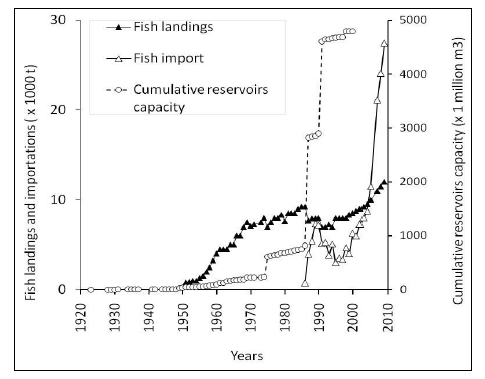 Fish landings
Fish import
Cumulative reservoirs
capacity
Fish landings and importations ( x 1000 t)
30
20
10
0
Cumulative reservoirs capacity (x 1 million m3)
5000
4000
3000
2000
1000
0
1920
1930
1940
1950
1960
1970
1980
1990
2000
2010
Years